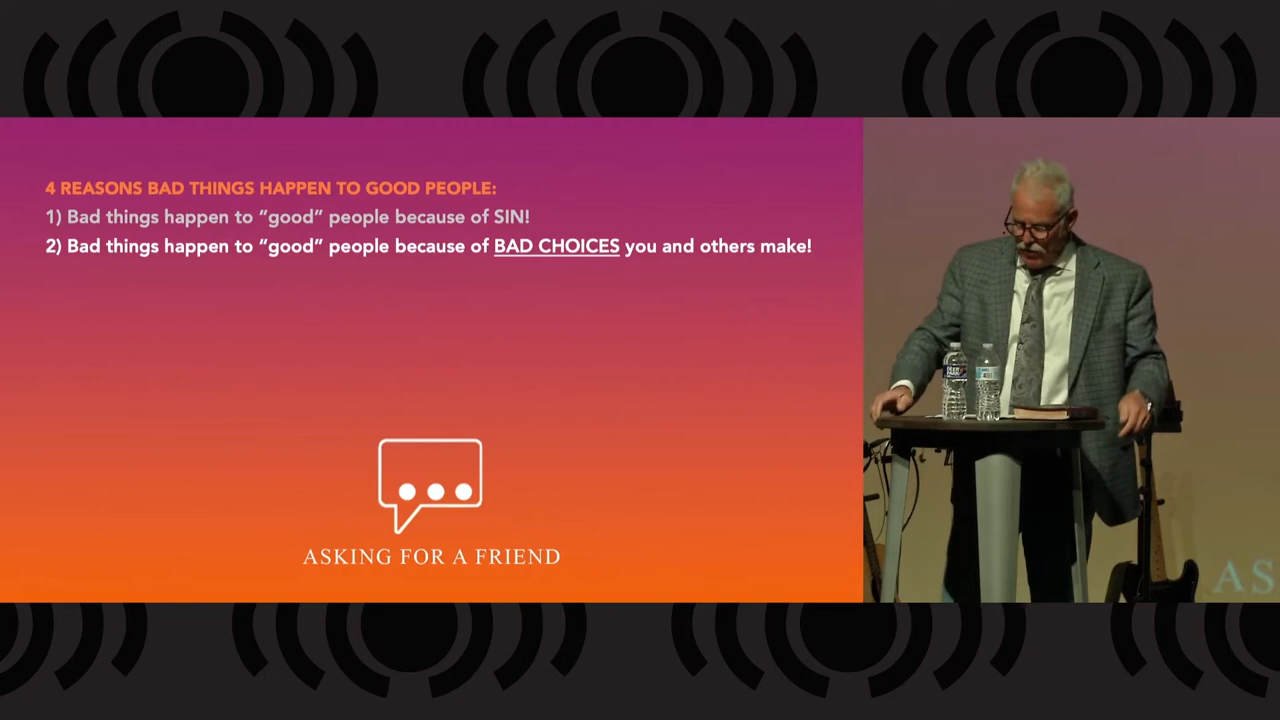 4 REASONS BAD THINGS HAPPEN TO GOOD PEOPLE:
1) Bad things happen to “good” people because of SIN!
2) Bad things happen to “good” people because of BAD CHOICES you and others make!
ASKING FOR A FRIEND
AS